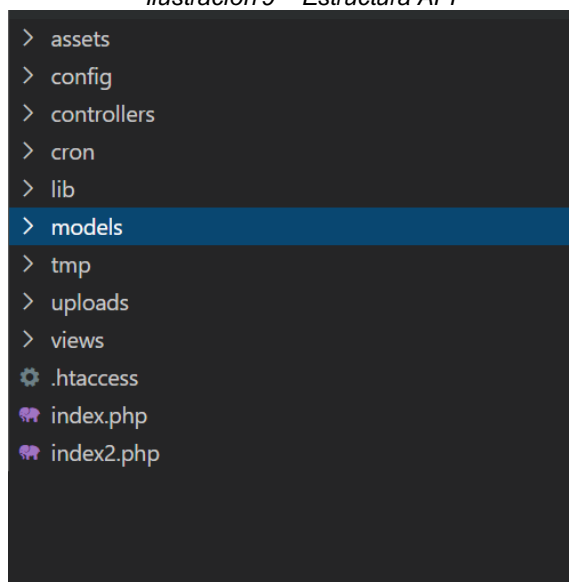 Ilustración 9 – Estructura API
assets
config
controllers
cron
lib
models
tmp
uploads
views
.htaccess
index.php
index2.php